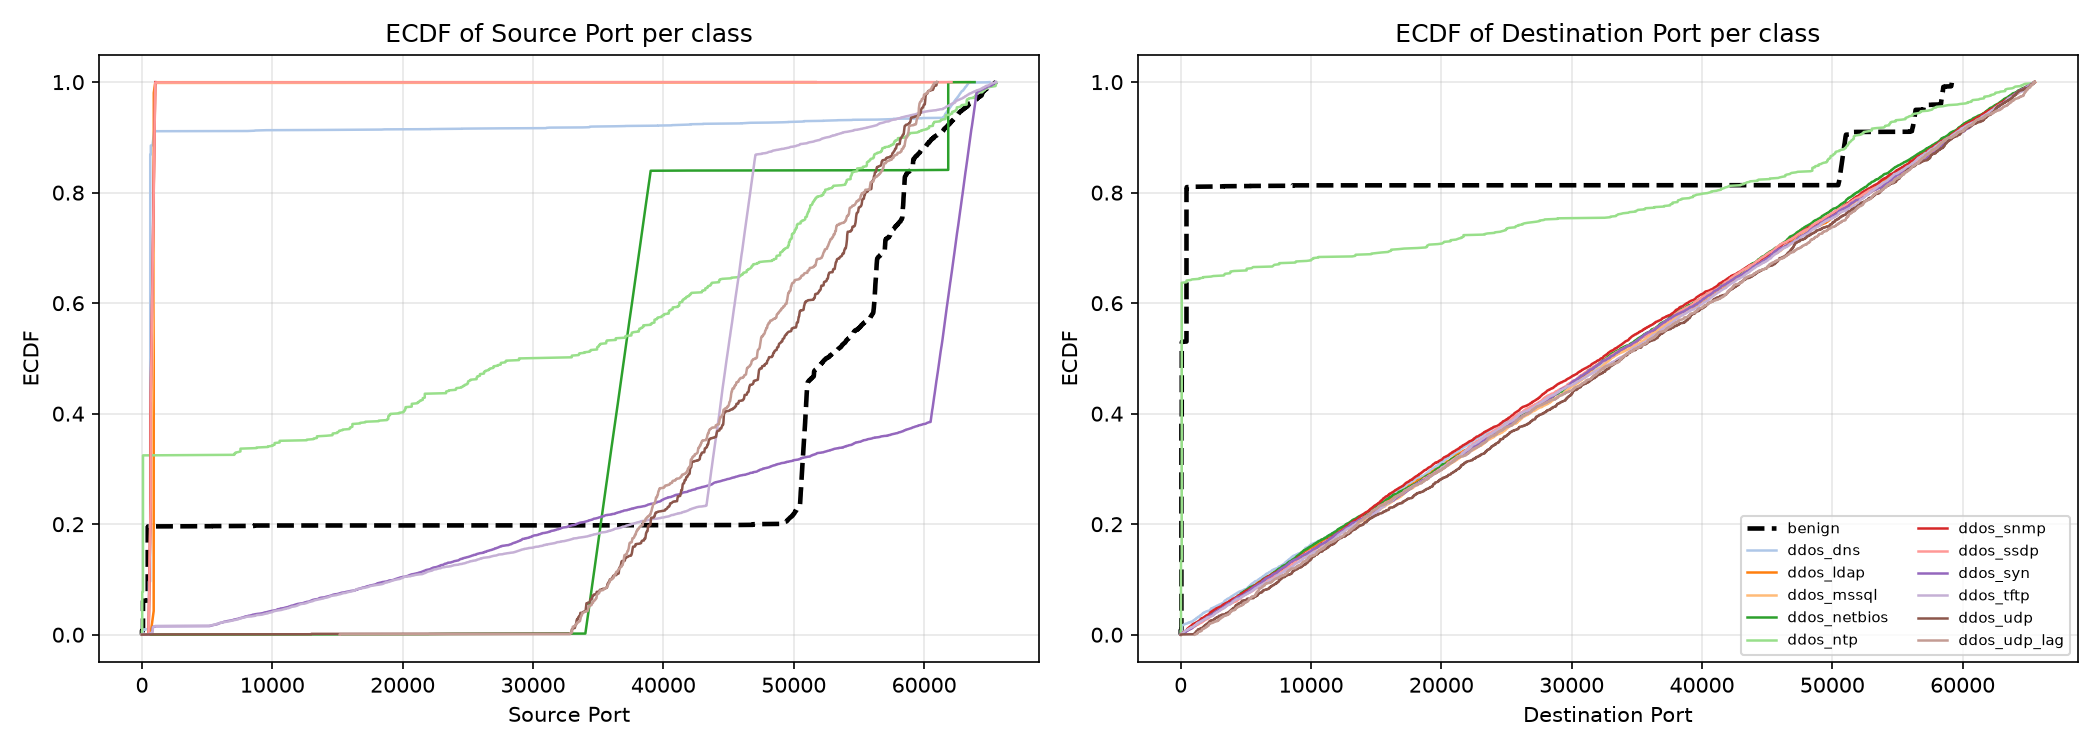 ECDF of Source Port per class
ECDF
1.0
0.8
0.6
0.4
0.2
0.0
0 10000 20000 30000 40000 50000 60000
Source Port
ECDF of Destination Port per class
ECDF
1.0
0.8
0.6
0.4
0.2
0.0
0 10000 20000 30000 40000 50000 60000
Destination Port
benign
ddos_dns
ddos_ldap
ddos_mssql
ddos_netbios
ddos_ntp
ddos_snmp
ddos_ssdp
ddos_syn
ddos_tftp
ddos_udp
ddos_udp_lag